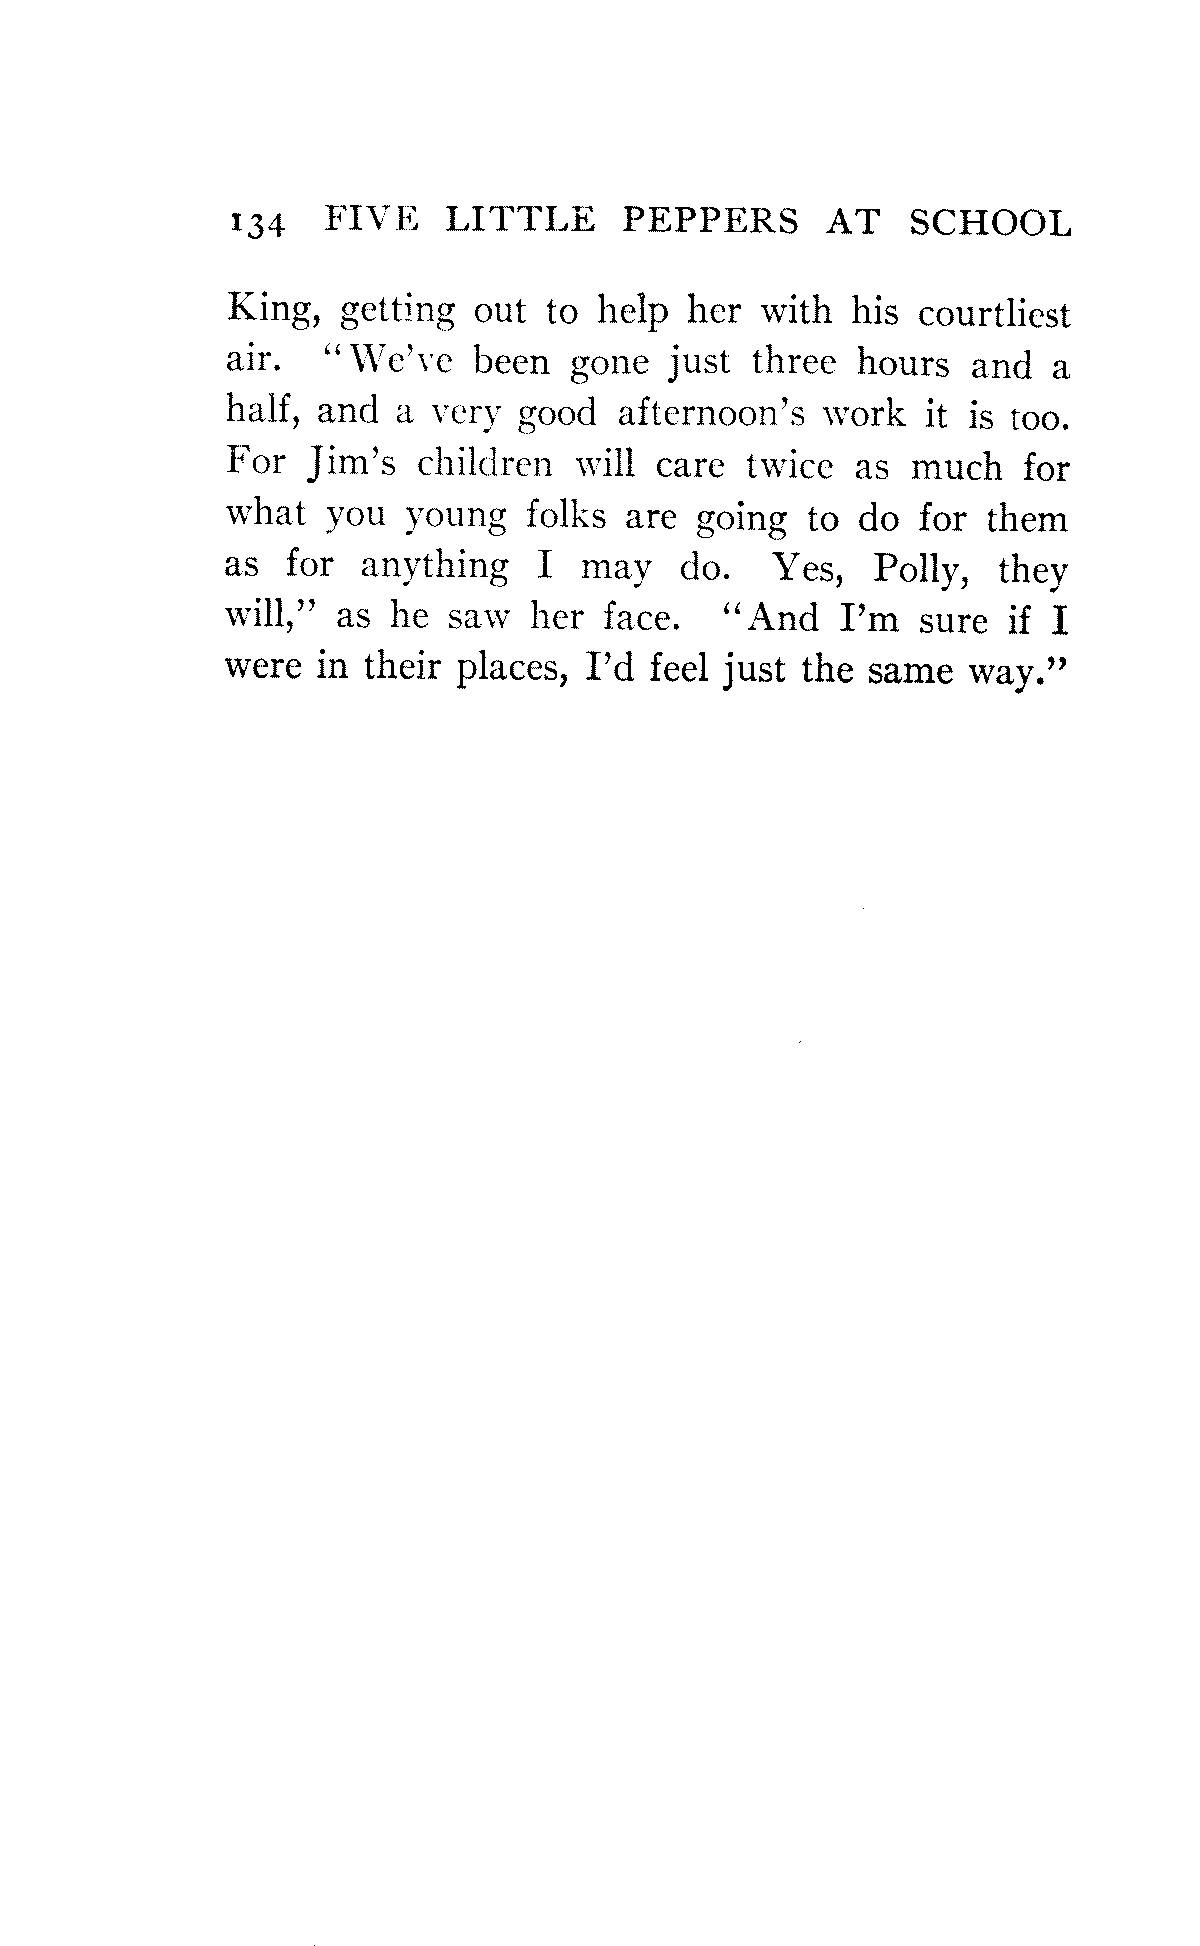 134 FIVE LITTLE PEPPERS AT SCHOOL
King, getting out to help her with his courtliest
air. "We've been gone just three hours and a
half, and a very good afternoon's work it is too.
For Jim's children will care twice as much for
what you young folks are going to do for them
as for anything I may do. Yes, Polly, they
will," as he saw her face. "And I'm sure if I
were in their places, I'd feel just the same way."